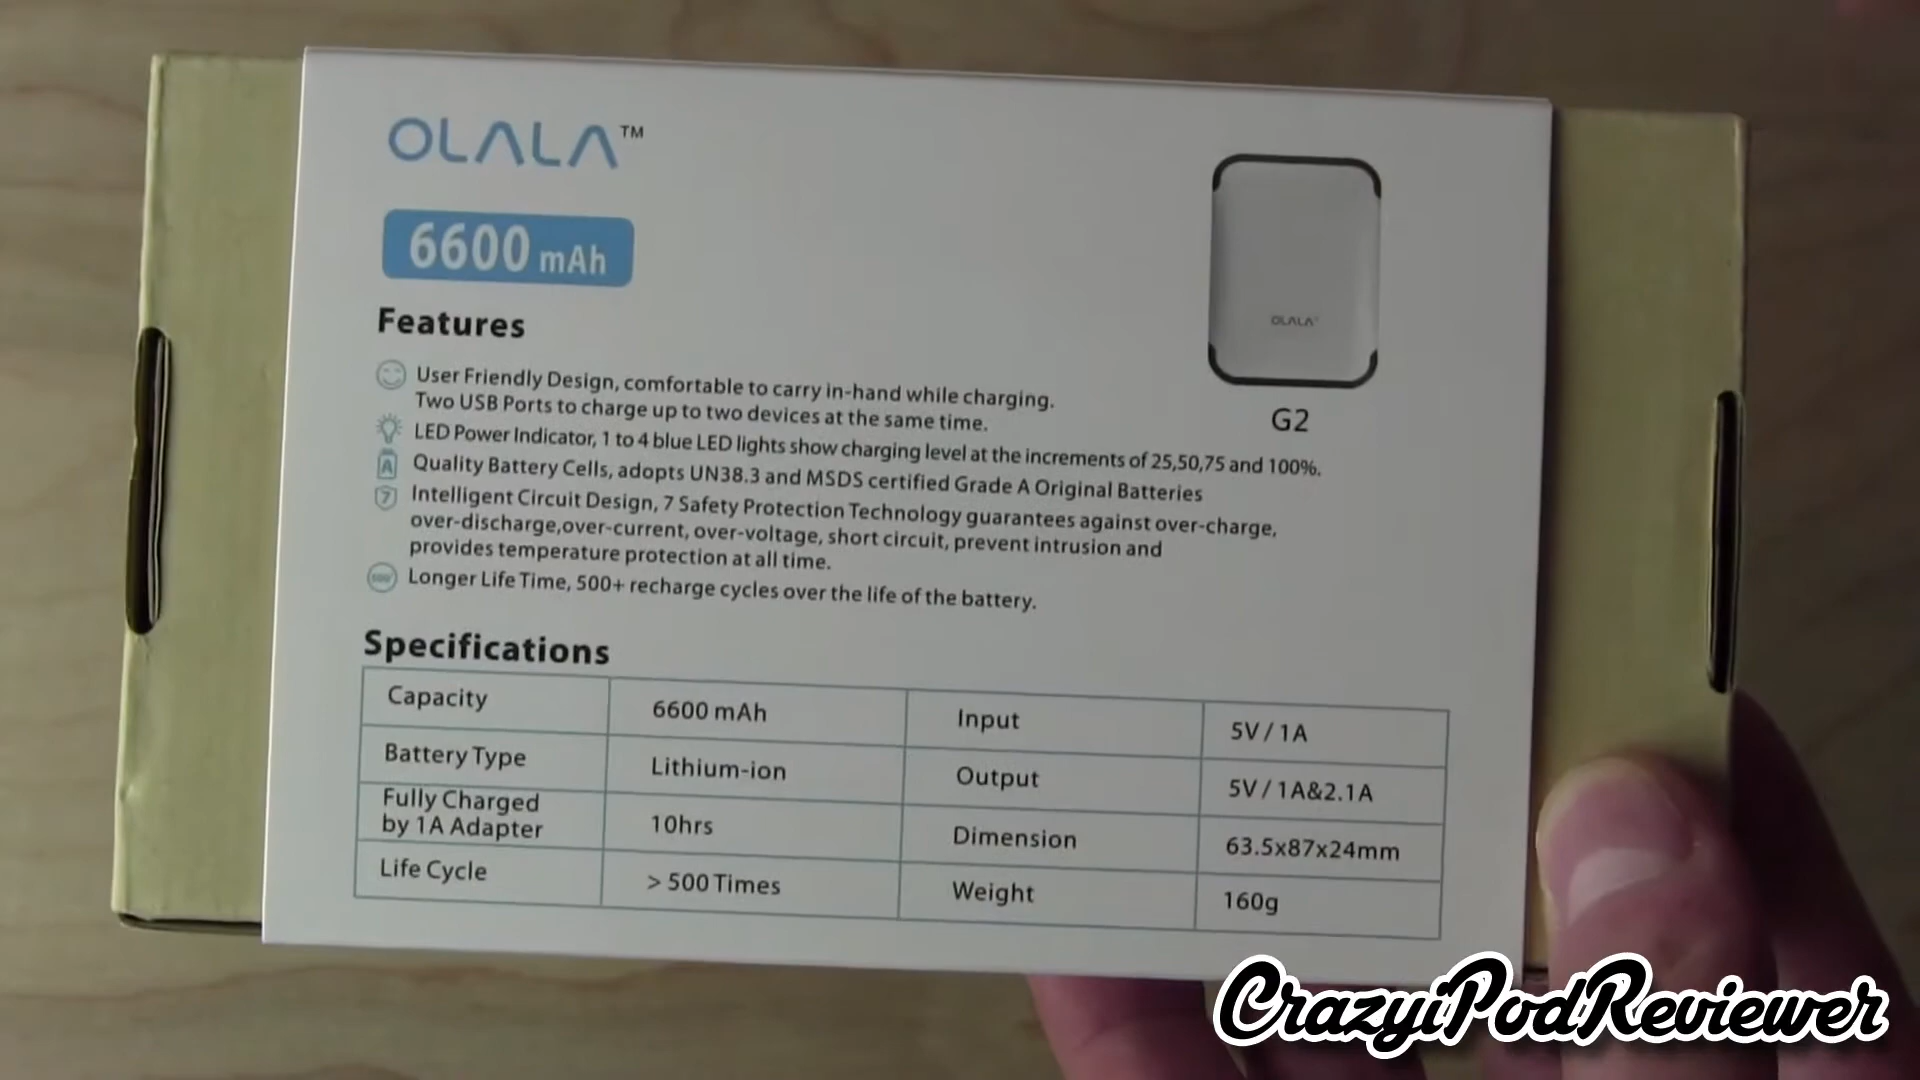 OLALA™
6600 mAh
OLALA
G2
Features
User Friendly Design, comfortable to carry in-hand while charging.
Two USB Ports to charge up to two devices at the same time.
LED Power Indicator, 1 to 4 blue LED lights show charging level at the increments of 25,50,75 and 100%.
A
Quality Battery Cells, adopts UN38.3 and MSDS certified Grade A Original Batteries
7
Intelligent Circuit Design, 7 Safety Protection Technology guarantees against over-charge,
over-discharge,over-current, over-voltage, short circuit, prevent intrusion and
provides temperature protection at all time.
Longer Life Time, 500+ recharge cycles over the life of the battery.
Specifications
Capacity 6600 mAh Input 5V / 1A
Battery Type Lithium-ion Output 5V / 1A&2.1A
Fully Charged
by 1A Adapter 10hrs Dimension 63.5x87x24mm
Life Cycle > 500 Times Weight 160g
CrazyiPodReviewer